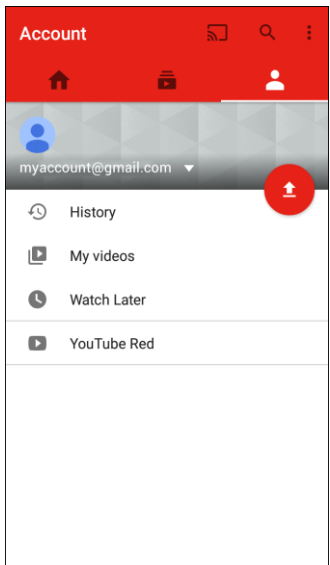 Account
myaccount@gmail.com
History
My videos
Watch Later
YouTube Red